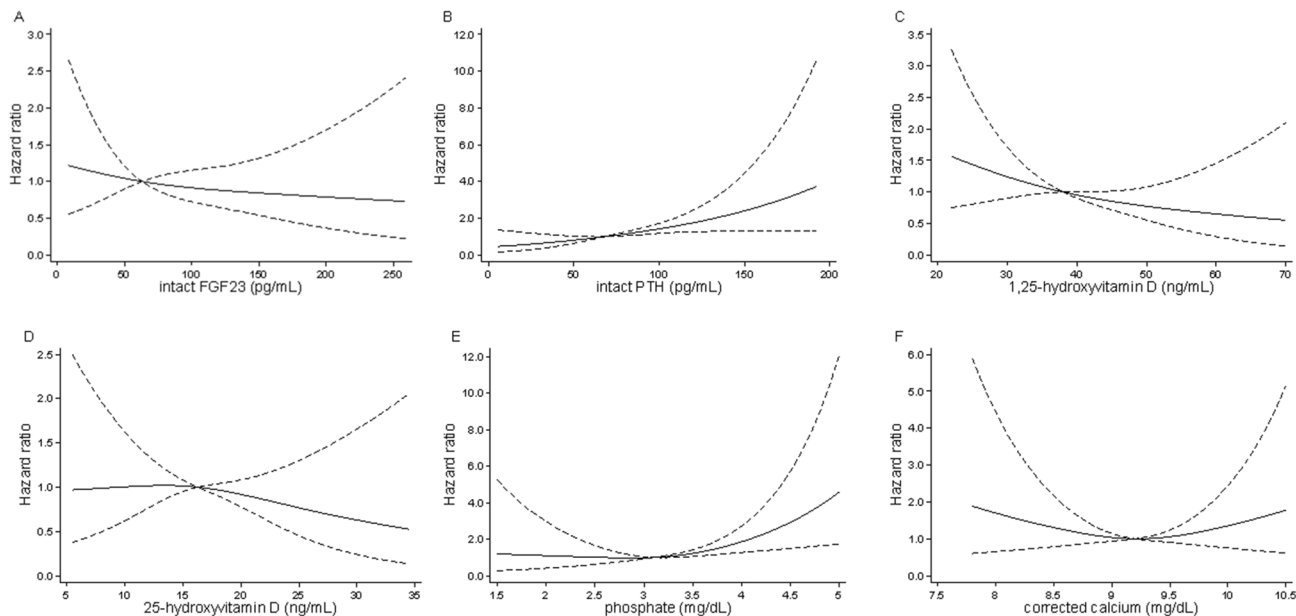 A
3.0
2.5
2.0
1.5
1.0
0.5
0.0
Hazard ratio
0 50 100 150 200 250
intact FGF23 (pg/mL)
B
12.0
10.0
8.0
6.0
4.0
2.0
0.0
Hazard ratio
0 50 100 150 200
intact PTH (pg/mL)
C
3.5
3.0
2.5
2.0
1.5
1.0
0.5
0.0
Hazard ratio
20 30 40 50 60 70
1,25-hydroxyvitamin D (ng/mL)
D
2.5
2.0
1.5
1.0
0.5
0.0
Hazard ratio
5 10 15 20 25 30 35
25-hydroxyvitamin D (ng/mL)
E
12.0
10.0
8.0
6.0
4.0
2.0
0.0
Hazard ratio
1.5 2 2.5 3 3.5 4 4.5 5
phosphate (mg/dL)
F
6.0
5.0
4.0
3.0
2.0
1.0
0.0
Hazard ratio
7.5 8 8.5 9 9.5 10 10.5
corrected calcium (mg/dL)